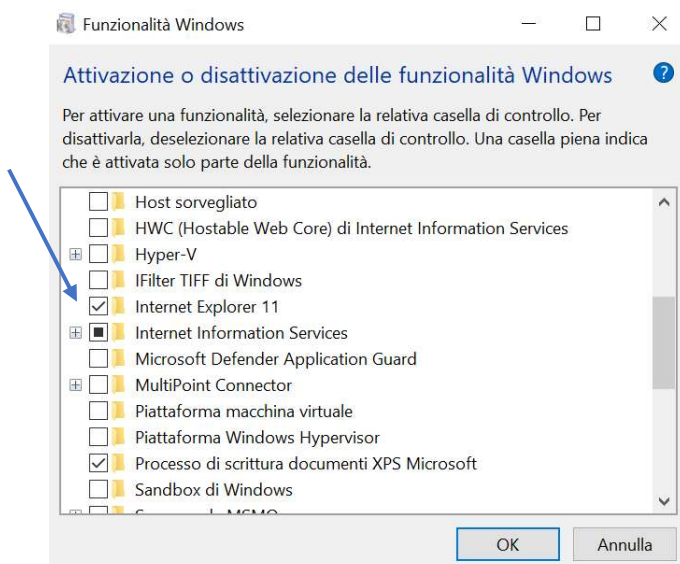 Funzionalità Windows
Attivazione o disattivazione delle funzionalità Windows
Per attivare una funzionalità, selezionare la relativa casella di controllo. Per
disattivarla, deselezionare la relativa casella di controllo. Una casella piena indica
che è attivata solo parte della funzionalità.
Host sorvegliato
HWC (Hostable Web Core) di Internet Information Services
Hyper-V
IFilter TIFF di Windows
Internet Explorer 11
Internet Information Services
Microsoft Defender Application Guard
MultiPoint Connector
Piattaforma macchina virtuale
Piattaforma Windows Hypervisor
Processo di scrittura documenti XPS Microsoft
Sandbox di Windows
OK
Annulla